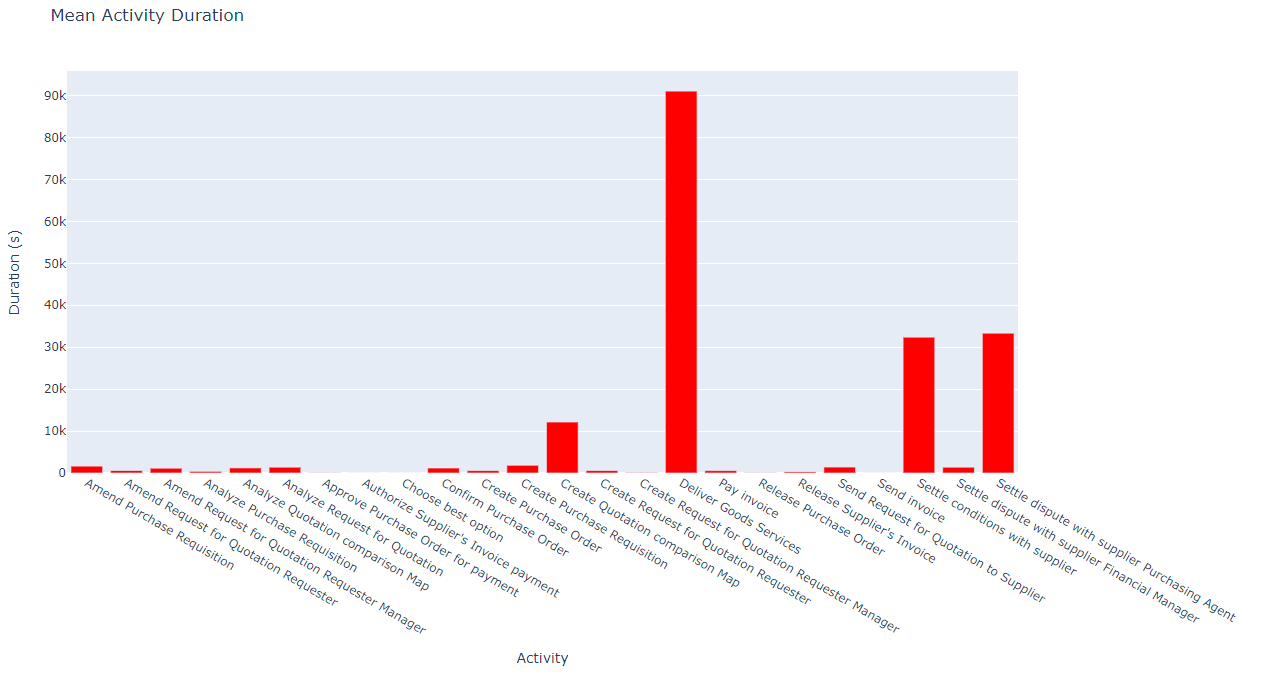 Mean Activity Duration
90k
80k
70k
60k
50k
40k
30k
20k
10k
0
Duration (s)
Amend Purchase Requisition
Amend Request for Quotation Requester
Amend Request for Quotation Requester Manager
Analyze Purchase Requisition
Analyze Quotation comparison Map
Analyze Request for Quotation
Approve Purchase Order for payment
Authorize Supplier's Invoice payment
Choose best option
Confirm Purchase Order
Create Purchase Order
Create Purchase Requisition
Create Quotation comparison Map
Create Request for Quotation Requester
Create Request for Quotation Requester Manager
Deliver Goods Services
Pay invoice
Release Purchase Order
Release Supplier's Invoice
Send Request for Quotation to Supplier
Send invoice
Settle conditions with supplier
Settle dispute with supplier Financial Manager
Settle dispute with supplier Purchasing Agent
Activity